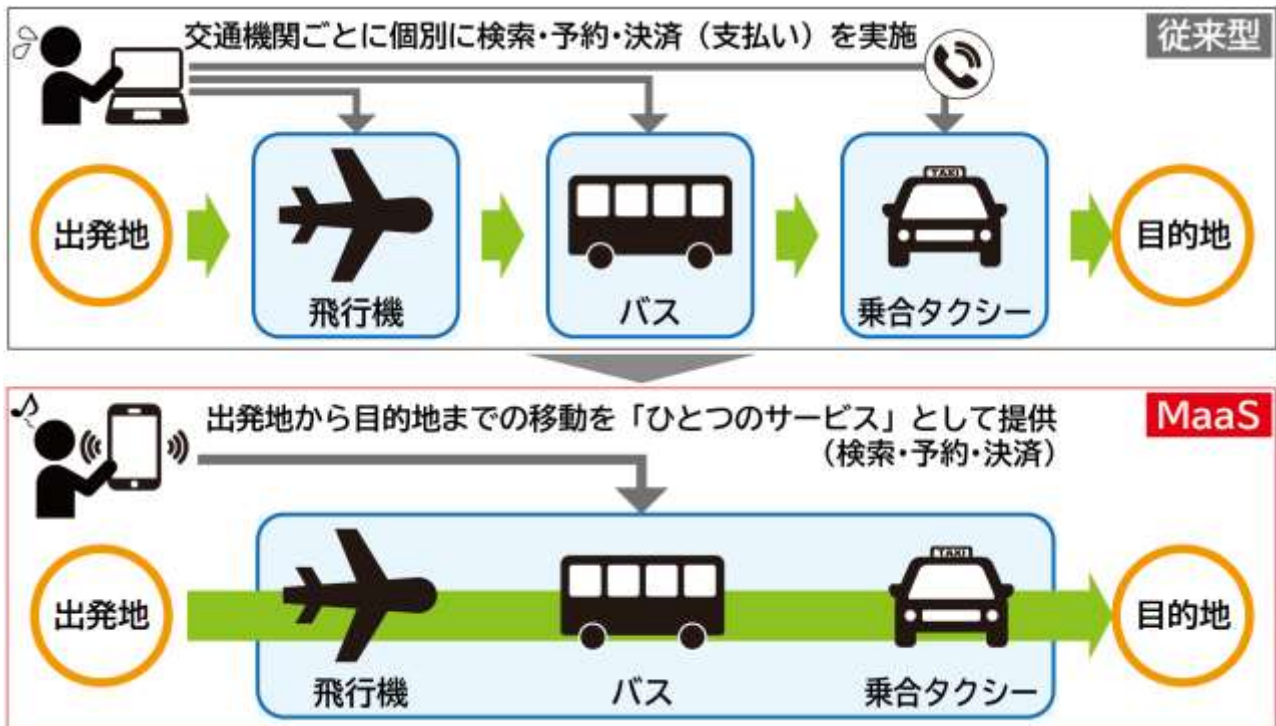 交通機関ごとに個別に検索・予約・決済（支払い）を実施
従来型
出発地
飛行機
バス
TAXI
乗合タクシー
目的地
出発地から目的地までの移動を「ひとつのサービス」として提供
（検索・予約・決済）
MaaS
出発地
飛行機
バス
TAXI
乗合タクシー
目的地